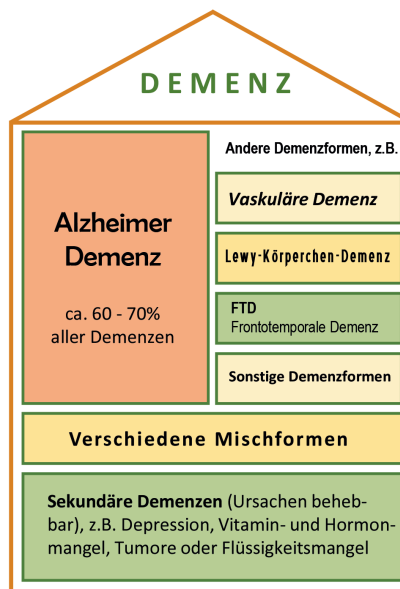 DEMENZ
Alzheimer
Demenz
ca. 60 - 70%
aller Demenzen
Andere Demenzformen, z.B.
Vaskuläre Demenz
Lewy-Körperchen-Demenz
FTD
Frontotemporale Demenz
Sonstige Demenzformen
Verschiedene Mischformen
Sekundäre Demenzen (Ursachen beheb-
bar), z.B. Depression, Vitamin- und Hormon-
mangel, Tumore oder Flüssigkeitsmangel